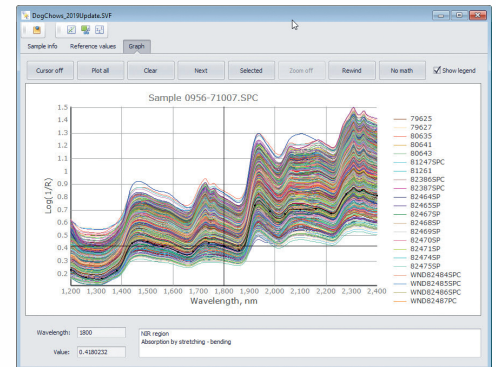 DogChows_2019Update.SVF
Sample info Reference values Graph
Cursor off Plot all Clear Next Selected Zoom off Rewind No math Show legend
Sample 0956-71007.SPC
Log(1/R)
1.5
1.4
1.3
1.2
1.1
1
0.9
0.8
0.7
0.6
0.5
0.4
0.3
0.2
1,200 1,300 1,400 1,500 1,600 1,700 1,800 1,900 2,000 2,100 2,200 2,300 2,400
Wavelength, nm
79625
79627
80635
80641
80643
81247SPC
81261
82386SPC
82387SPC
82464SP
82465SP
82467SP
82468SP
82469SP
82470SP
82471SP
82474SP
82475SP
WND82484SPC
WND82485SPC
WND82486SPC
WND82487PC
Wavelength: 1800
Value: 0.4180232
NIR region
Absorption by stretching - bending